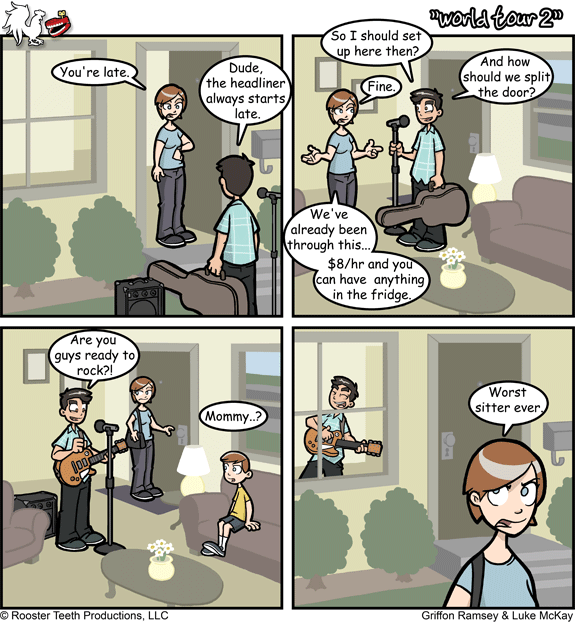 "world tour 2"
You're late.
Dude,
the headliner
always starts
late.
So I should set
up here then?
Fine.
And how
should we split
the door?
We've
already been
through this...
$8/hr and you
can have anything
in the fridge.
Are you
guys ready to
rock?!
Mommy..?
Worst
sitter ever.
© Rooster Teeth Productions, LLC
Griffon Ramsey & Luke McKay